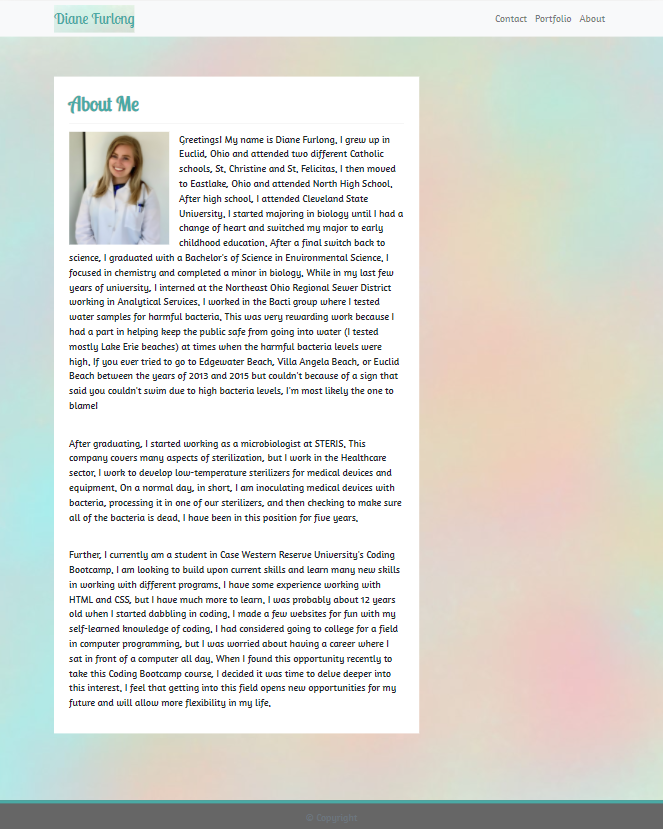 Diane Furlong
Contact Portfolio About
About Me
Greetings! My name is Diane Furlong. I grew up in
Euclid, Ohio and attended two different Catholic
schools, St. Christine and St. Felicitas. I then moved
to Eastlake, Ohio and attended North High School.
After high school, I attended Cleveland State
University. I started majoring in biology until I had a
change of heart and switched my major to early
childhood education. After a final switch back to
science, I graduated with a Bachelor's of Science in Environmental Science. I
focused in chemistry and completed a minor in biology. While in my last few
years of university, I interned at the Northeast Ohio Regional Sewer District
working in Analytical Services. I worked in the Bacti group where I tested
water samples for harmful bacteria. This was very rewarding work because I
had a part in helping keep the public safe from going into water (I tested
mostly Lake Erie beaches) at times when the harmful bacteria levels were
high. If you ever tried to go to Edgewater Beach, Villa Angela Beach, or Euclid
Beach between the years of 2013 and 2015 but couldn't because of a sign that
said you couldn't swim due to high bacteria levels, I'm most likely the one to
blame!
After graduating, I started working as a microbiologist at STERIS. This
company covers many aspects of sterilization, but I work in the Healthcare
sector. I work to develop low-temperature sterilizers for medical devices and
equipment. On a normal day, in short, I am inoculating medical devices with
bacteria, processing it in one of our sterilizers, and then checking to make sure
all of the bacteria is dead. I have been in this position for five years.
Further, I currently am a student in Case Western Reserve University's Coding
Bootcamp. I am looking to build upon current skills and learn many new skills
in working with different programs. I have some experience working with
HTML and CSS, but I have much more to learn. I was probably about 12 years
old when I started dabbling in coding. I made a few websites for fun with my
self-learned knowledge of coding. I had considered going to college for a field
in computer programming, but I was worried about having a career where I
sat in front of a computer all day. When I found this opportunity recently to
take this Coding Bootcamp course, I decided it was time to delve deeper into
this interest. I feel that getting into this field opens new opportunities for my
future and will allow more flexibility in my life.
© Copyright